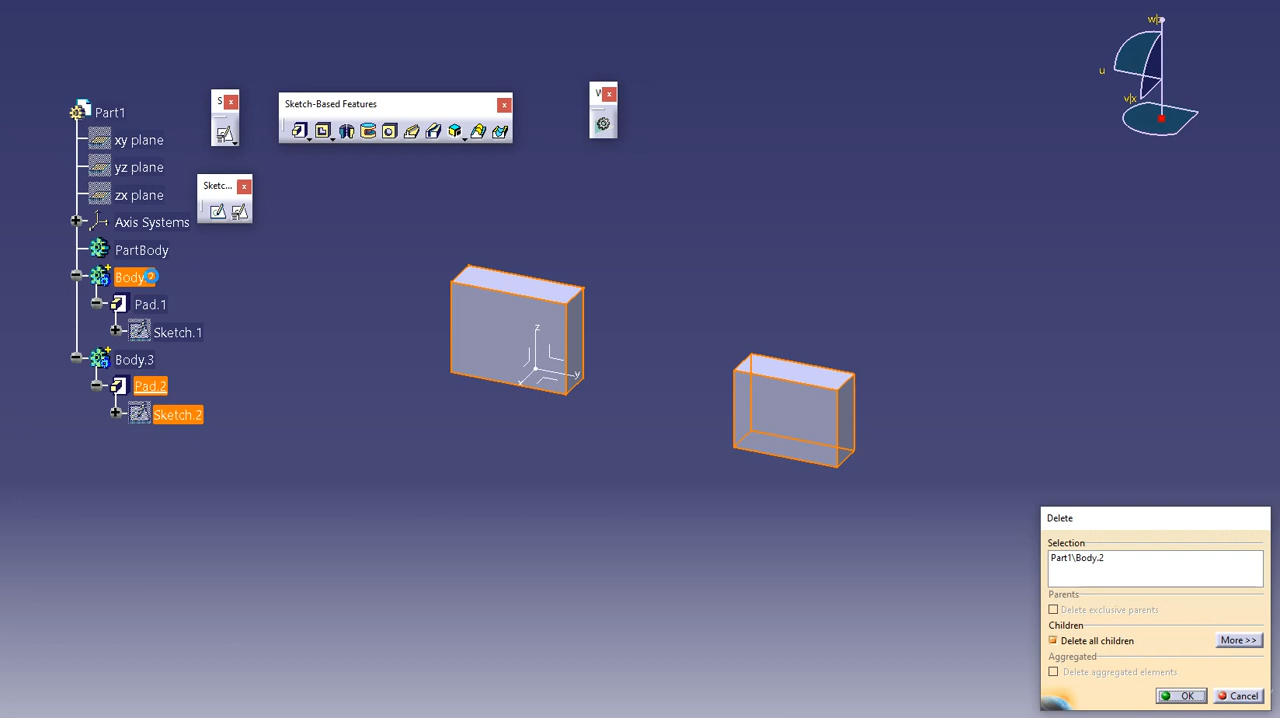 w|z
u
v|x
S
Sketch-Based Features
Part1
xy plane
yz plane
zx plane
Sketc...
Axis Systems
PartBody
Body.
Pad.1
Sketch.1
Body.3
Pad.2
Sketch.2
z
y
x
Delete
Selection
Part1\Body.2
Parents
Delete exclusive parents
Children
Delete all children
More >>
Aggregated
Delete aggregated elements
OK
Cancel